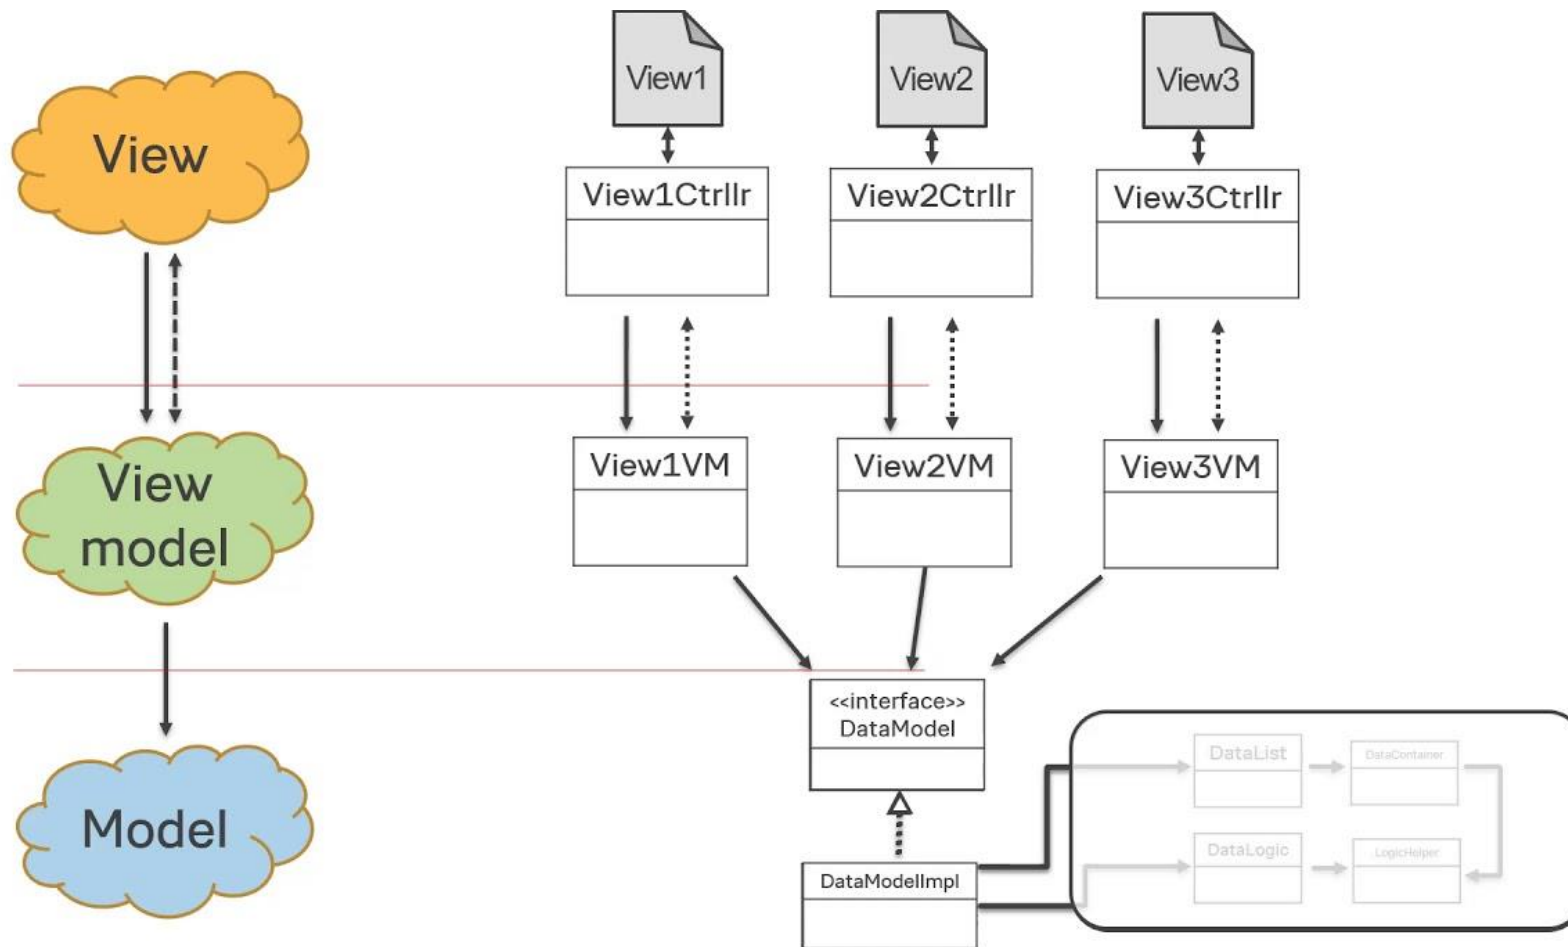 View
View
model
Model
View1
View2
View3
View1Ctrllr
View2Ctrllr
View3Ctrllr
View1VM
View2VM
View3VM
<<interface>>
DataModel
DataModelImpl
DataList
DataContainer
DataLogic
LogicHelper